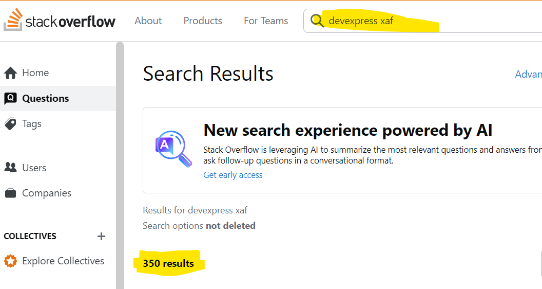 stackoverflow About Products For Teams devexpress xaf
Home
Questions
Tags
Users
Companies
COLLECTIVES +
Explore Collectives
Search Results
Advan
New search experience powered by AI
Stack Overflow is leveraging AI to summarize the most relevant questions and answers from
ask follow-up questions in a conversational format.
Get early access
Results for devexpress xaf
Search options not deleted
350 results